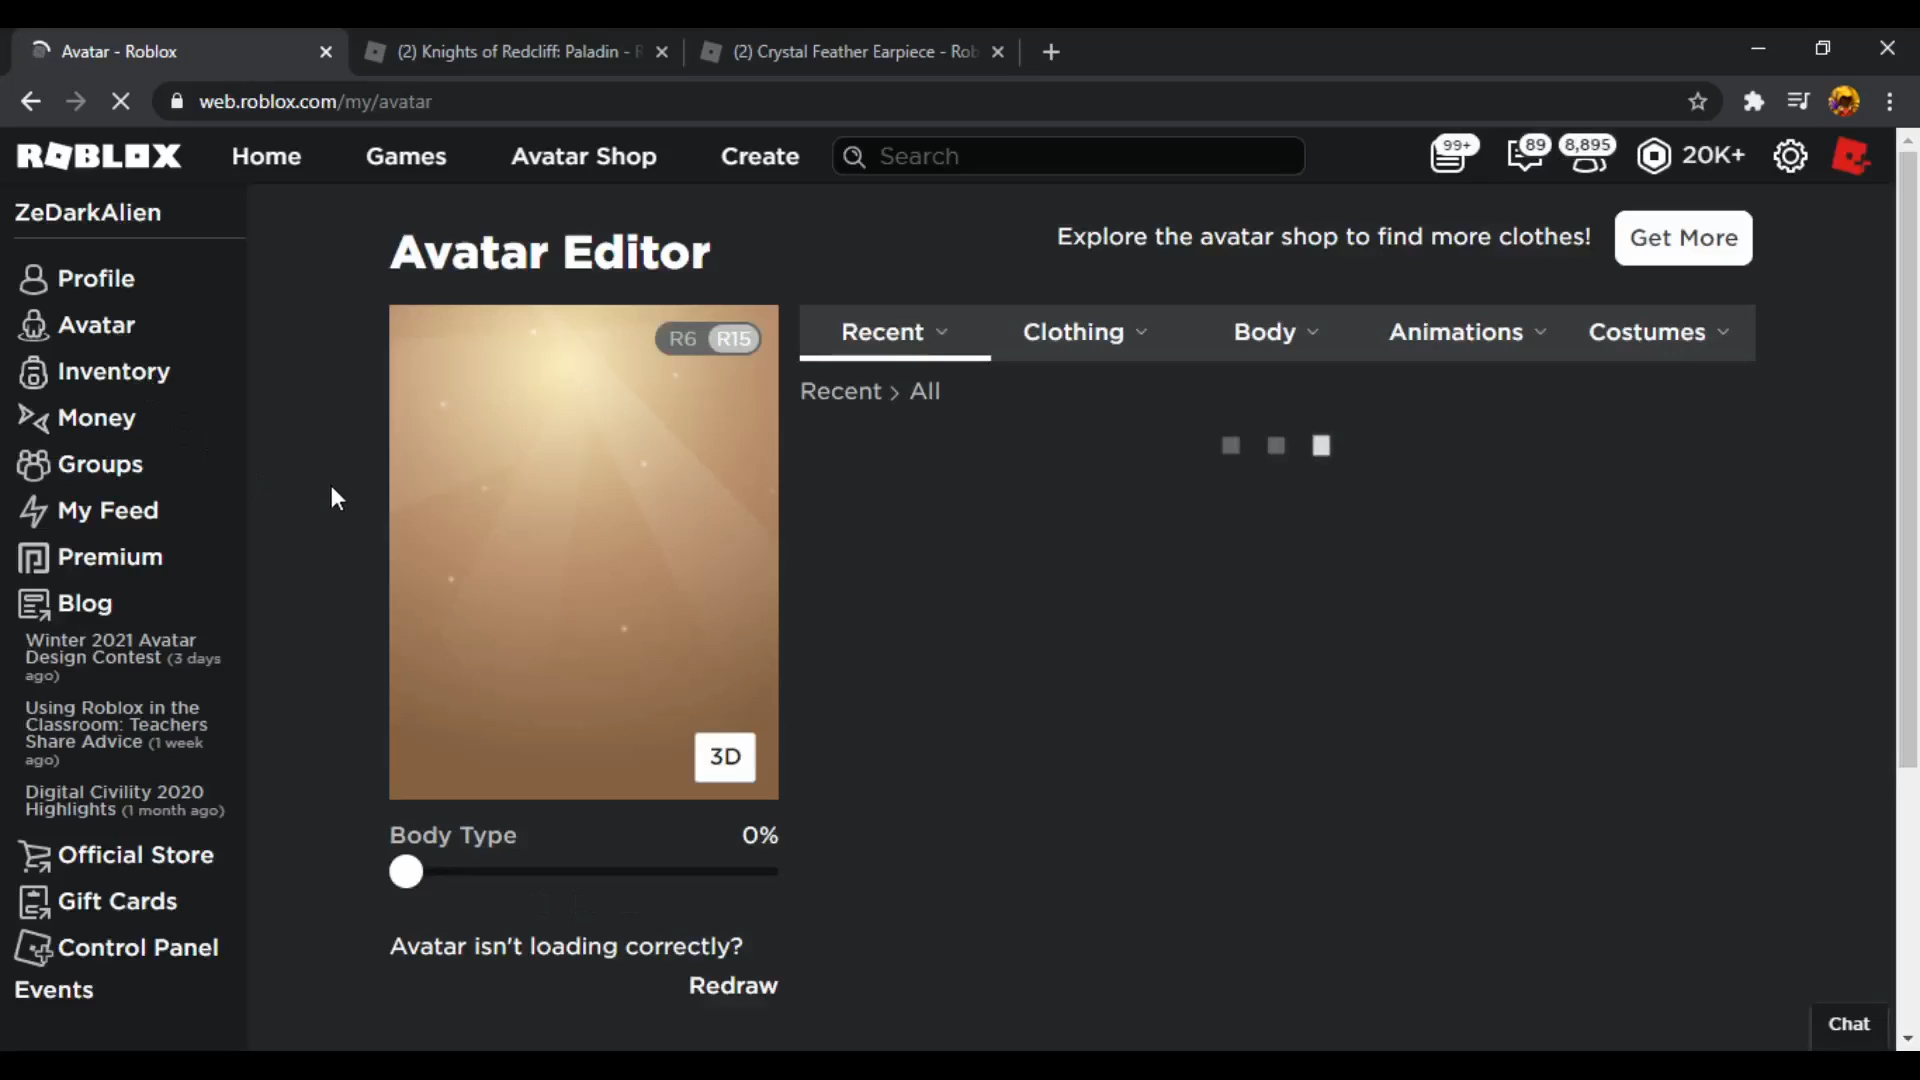 Avatar - Roblox
(2) Knights of Redcliff: Paladin - R
(2) Crystal Feather Earpiece - Rob
web.roblox.com/my/avatar
ROBLOX
Home
Games
Avatar Shop
Create
Search
99+
89
8,895
20K+
ZeDarkAlien
Profile
Avatar
Inventory
Money
Groups
My Feed
Premium
Blog
Winter 2021 Avatar
Design Contest (3 days
ago)
Using Roblox in the
Classroom: Teachers
Share Advice (1 week
ago)
Digital Civility 2020
Highlights (1 month ago)
Official Store
Gift Cards
Control Panel
Events
Avatar Editor
Explore the avatar shop to find more clothes!
Get More
R6 R15
3D
Body Type 0%
Avatar isn't loading correctly?
Redraw
Recent
Clothing
Body
Animations
Costumes
Recent > All
Chat